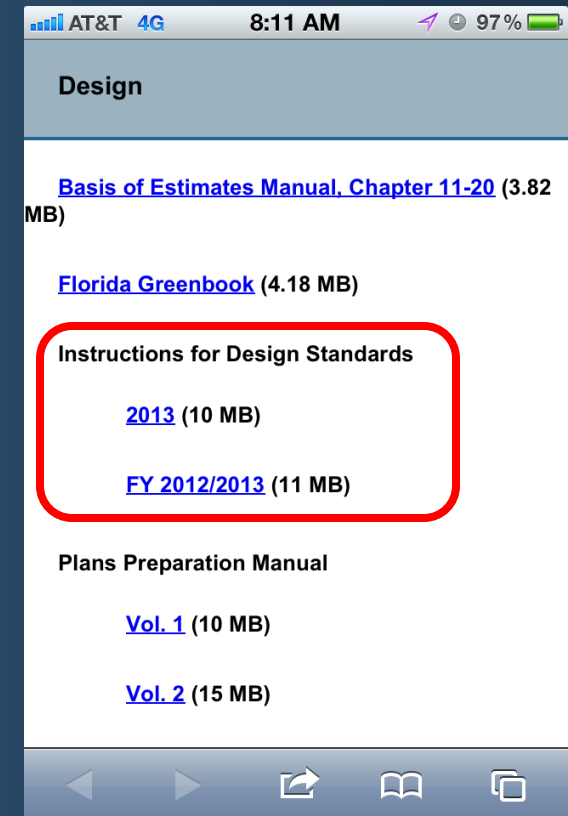 AT&T 4G 8:11 AM 97%
Design
Basis of Estimates Manual, Chapter 11-20 (3.82
MB)
Florida Greenbook (4.18 MB)
Instructions for Design Standards
2013 (10 MB)
FY 2012/2013 (11 MB)
Plans Preparation Manual
Vol. 1 (10 MB)
Vol. 2 (15 MB)